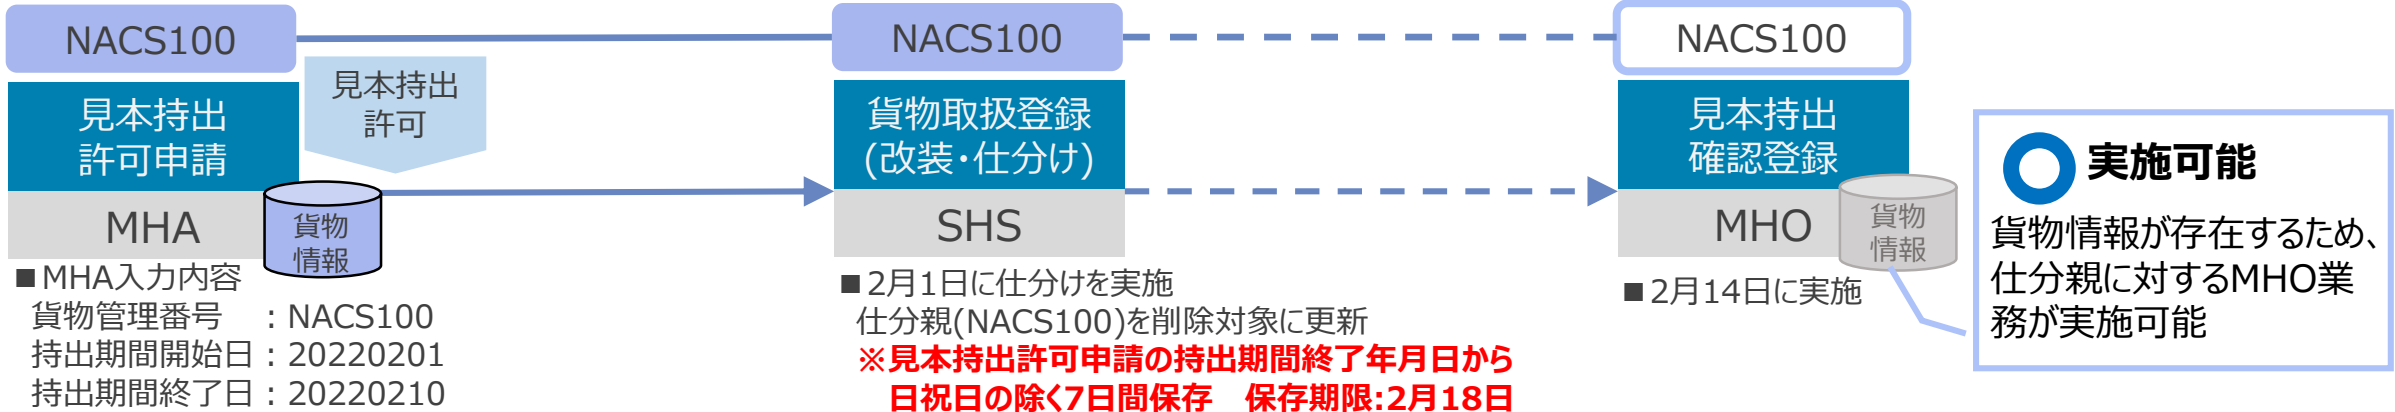 NACS100
見本持出
許可申請
MHA
貨物
情報
■MHA入力内容
貨物管理番号　：NACS100
持出期間開始日：20220201
持出期間終了日：20220210
見本持出
許可
NACS100
貨物取扱登録
(改装・仕分け)
SHS
■2月1日に仕分けを実施
仕分親(NACS100)を削除対象に更新
※見本持出許可申請の持出期間終了年月日から
日祝日の除く7日間保存　保存期限:2月18日
NACS100
見本持出
確認登録
MHO
貨物
情報
■2月14日に実施
実施可能
貨物情報が存在するため、
仕分親に対するMHO業
務が実施可能